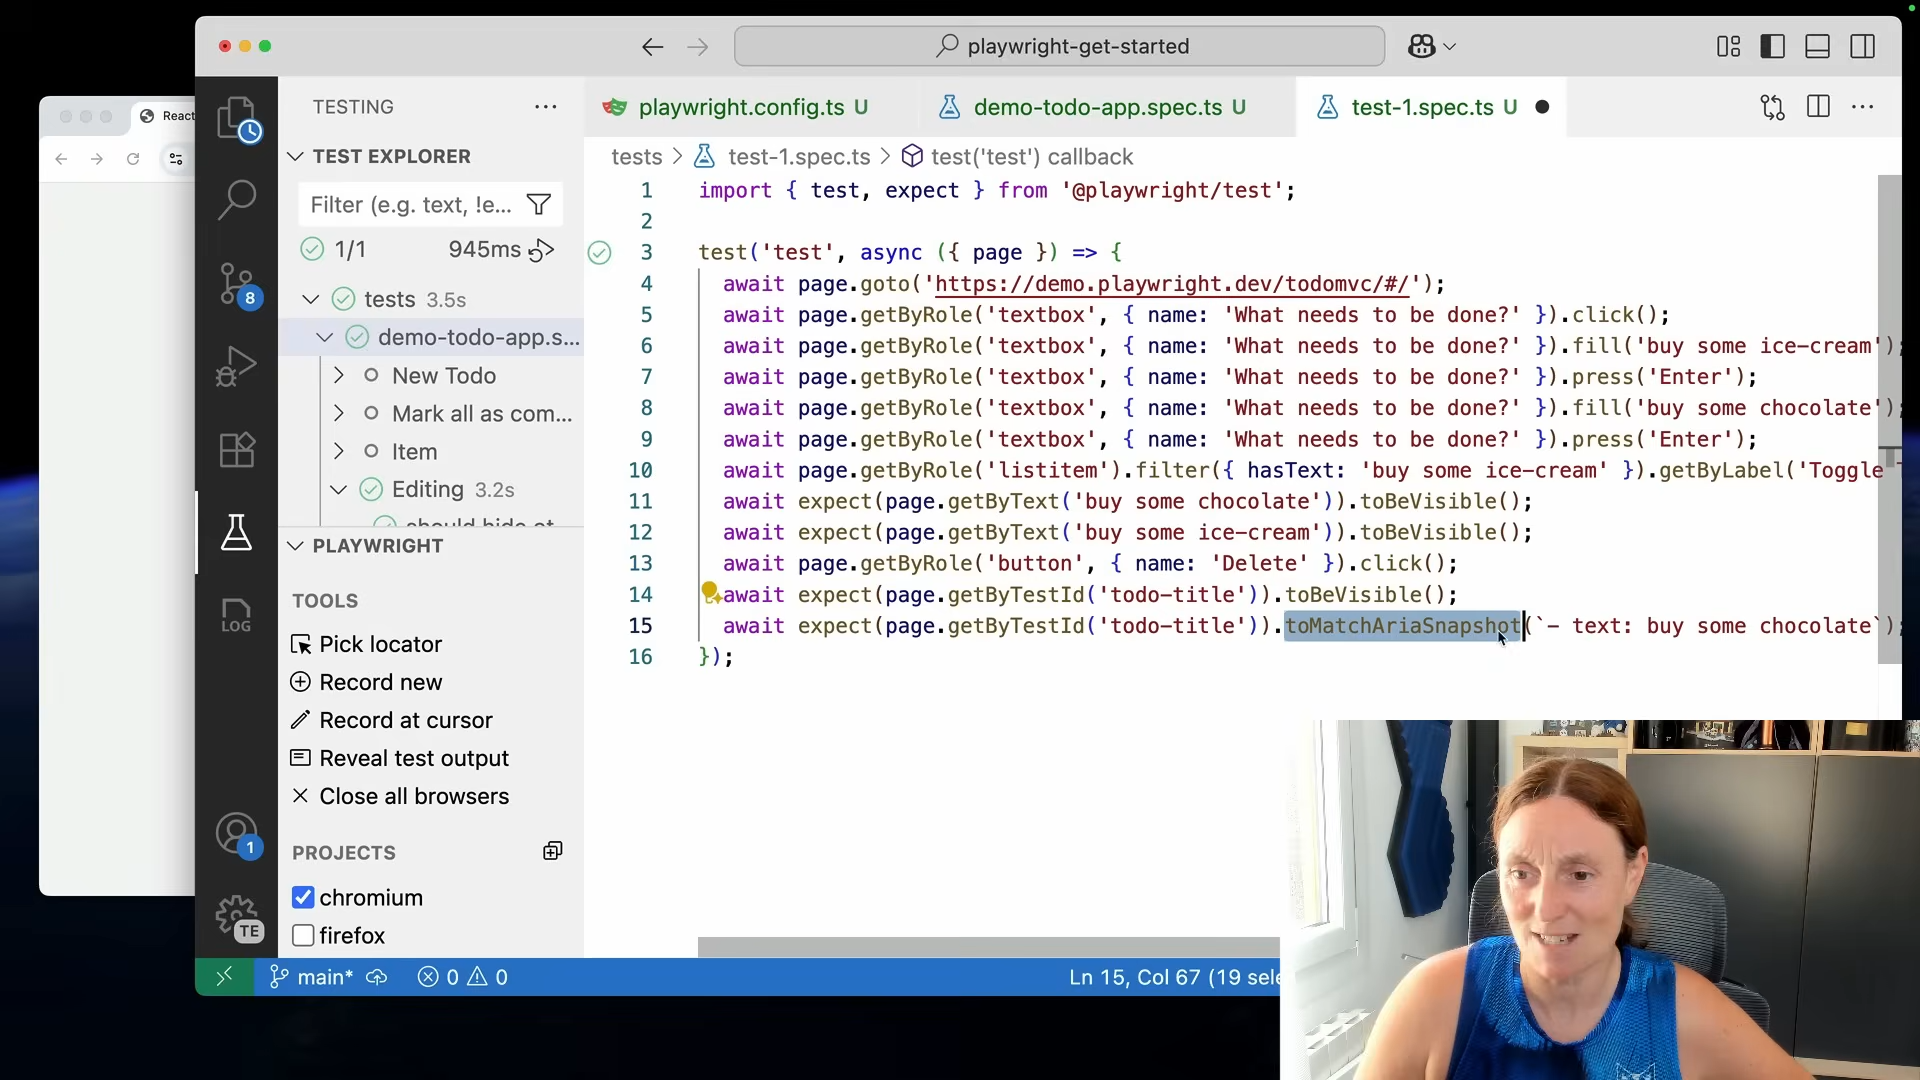 playwright-get-started
React
TESTING
playwright.config.ts U
demo-todo-app.spec.ts U
test-1.spec.ts U
TEST EXPLORER
tests > test-1.spec.ts > test('test') callback
Filter (e.g. text, !e...
1/1 945ms
tests 3.5s
demo-todo-app.s...
New Todo
Mark all as com...
Item
Editing 3.2s
PLAYWRIGHT
TOOLS
Pick locator
Record new
Record at cursor
Reveal test output
Close all browsers
PROJECTS
chromium
firefox
8
LOG
1
TE
1 import { test, expect } from '@playwright/test';
2
3 test('test', async ({ page }) => {
4 await page.goto('https://demo.playwright.dev/todomvc/#/');
5 await page.getByRole('textbox', { name: 'What needs to be done?' }).click();
6 await page.getByRole('textbox', { name: 'What needs to be done?' }).fill('buy some ice-cream');
7 await page.getByRole('textbox', { name: 'What needs to be done?' }).press('Enter');
8 await page.getByRole('textbox', { name: 'What needs to be done?' }).fill('buy some chocolate');
9 await page.getByRole('textbox', { name: 'What needs to be done?' }).press('Enter');
10 await page.getByRole('listitem').filter({ hasText: 'buy some ice-cream' }).getByLabel('Toggle
11 await expect(page.getByText('buy some chocolate')).toBeVisible();
12 await expect(page.getByText('buy some ice-cream')).toBeVisible();
13 await page.getByRole('button', { name: 'Delete' }).click();
14 await expect(page.getByTestId('todo-title')).toBeVisible();
15 await expect(page.getByTestId('todo-title')).toMatchAriaSnapshot(`- text: buy some chocolate`);
16 });
main* 0 0
Ln 15, Col 67 (19 sele